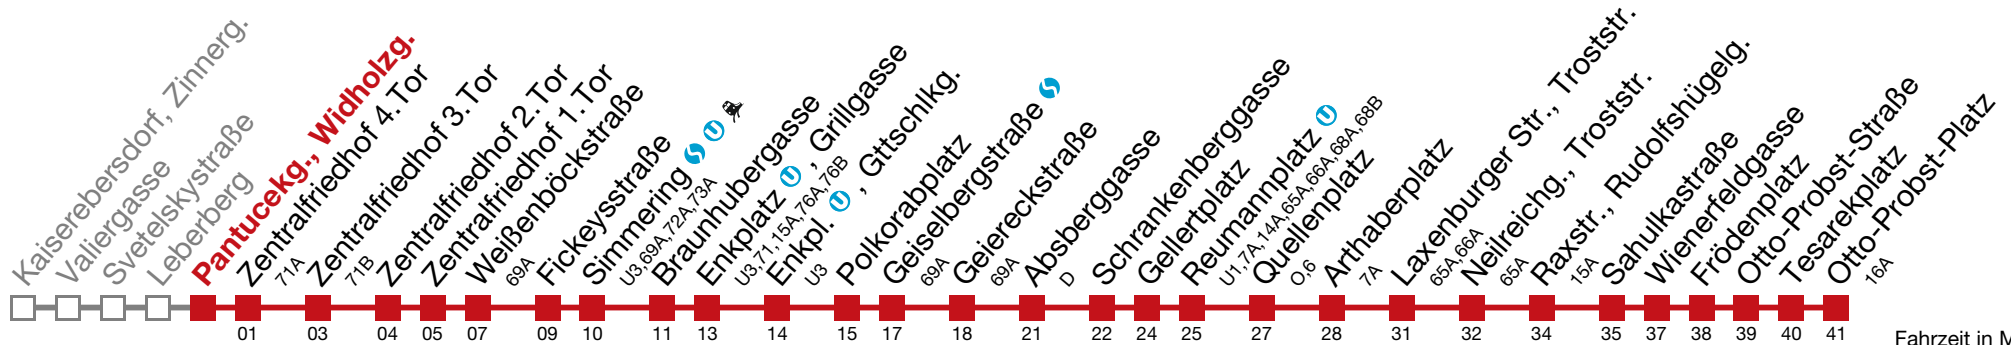 Kaiserebersdorf, Zinnerg.
Valiergasse
Svetelskystraße
Leberberg
Pantucekg., Widholzg.
Zentralfriedhof 4.Tor
71A
Zentralfriedhof 3.Tor
71B
Zentralfriedhof 2.Tor
Zentralfriedhof 1.Tor
Weißenböckstraße
69A
Fickeysstraße
Simmering S U
U3,69A,72A,73A
Braunhubergasse
Enkplatz U , Grillgasse
U3,71,15A,76A,76B
Enkpl. U , Gttschlkg.
U3
Polkorabplatz
Geiselbergstraße S
69A
Geiereckstraße
69A
Absberggasse
D
Schrankenberggasse
Gellertplatz
Reumannplatz U
U1,7A,14A,65A,66A,68A,68B
Quellenplatz
O,6
Arthaberplatz
7A
Laxenburger Str., Troststr.
65A,66A
Neilreichg., Troststr.
65A
Raxstr., Rudolfshügelg.
15A
Sahulkastraße
Wienerfeldgasse
Frödenplatz
Otto-Probst-Straße
Tesarekplatz
Otto-Probst-Platz
16A
01 03 04 05 07 09 10 11 13 14 15 17 18 21 22 24 25 27 28 31 32 34 35 37 38 39 40 41
Fahrzeit in M